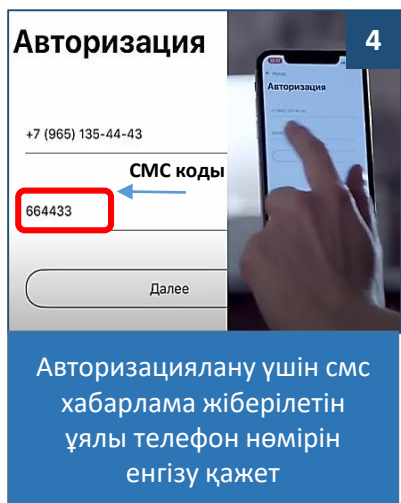 Авторизация
4
+7 (965) 135-44-43
СМС коды
664433
Далее
Авторизация
Авторизациялану үшін смс
хабарлама жіберілетін
ұялы телефон нөмірін
енгізу қажет